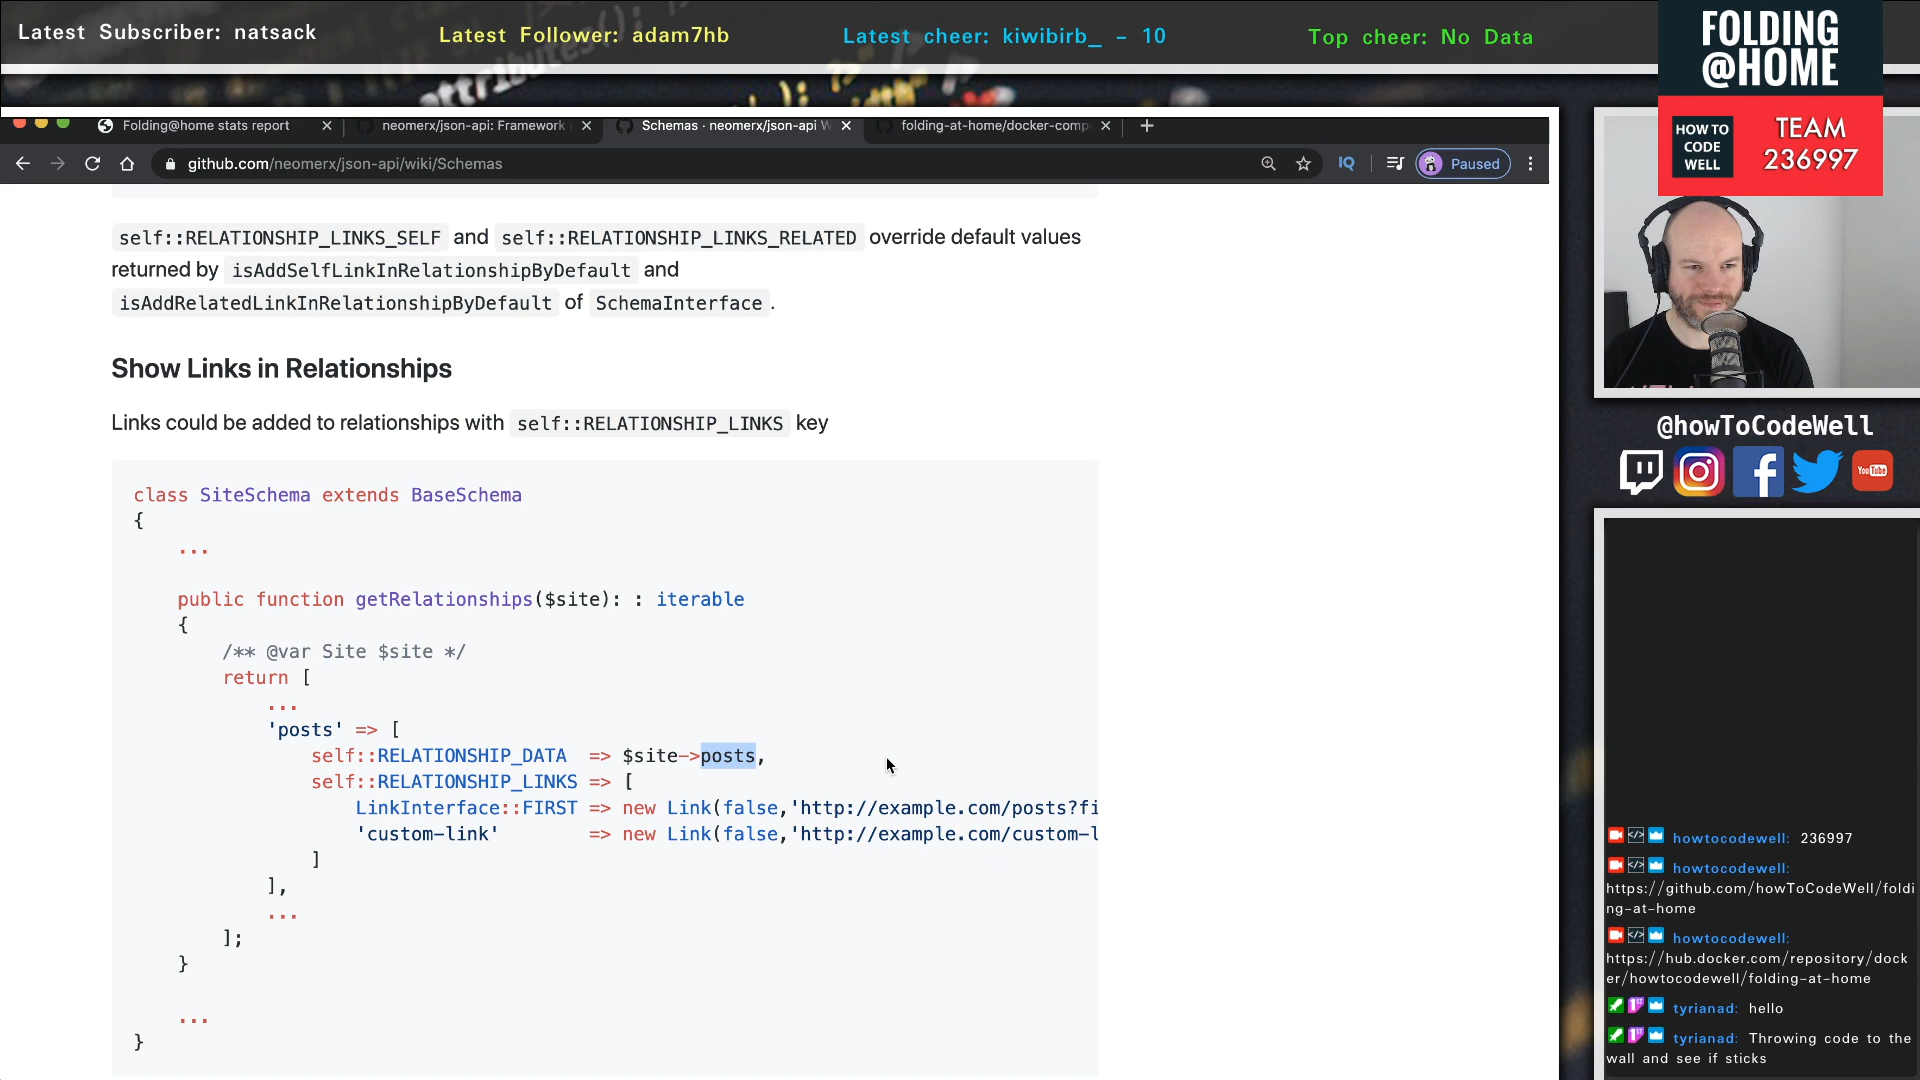 Latest Subscriber: natsack
Latest Follower: adam7hb
Latest cheer: kiwibirb_ - 10
Top cheer: No Data
FOLDING
@HOME
HOW TO
CODE
WELL
TEAM
236997
Folding@home stats report
neomerx/json-api: Framework
Schemas · neomerx/json-api W
folding-at-home/docker-comp
github.com/neomerx/json-api/wiki/Schemas
IQ
Paused
self::RELATIONSHIP_LINKS_SELF and self::RELATIONSHIP_LINKS_RELATED override default values
returned by isAddSelfLinkInRelationshipByDefault and
isAddRelatedLinkInRelationshipByDefault of SchemaInterface.
Show Links in Relationships
Links could be added to relationships with self::RELATIONSHIP_LINKS key
class SiteSchema extends BaseSchema
{
    ...
    public function getRelationships($site): : iterable
    {
        /** @var Site $site */
        return [
            ...
            'posts' => [
                self::RELATIONSHIP_DATA  => $site->posts,
                self::RELATIONSHIP_LINKS => [
                    LinkInterface::FIRST => new Link(false,'http://example.com/posts?fi
                    'custom-link'        => new Link(false,'http://example.com/custom-l
                ]
            ],
            ...
        ];
    }
    ...
}
@howToCodeWell
You Tube
howtocodewell: 236997
howtocodewell:
https://github.com/howToCodeWell/foldi
ng-at-home
howtocodewell:
https://hub.docker.com/repository/dock
er/howtocodewell/folding-at-home
tyrianad: hello
tyrianad: Throwing code to the
wall and see if sticks